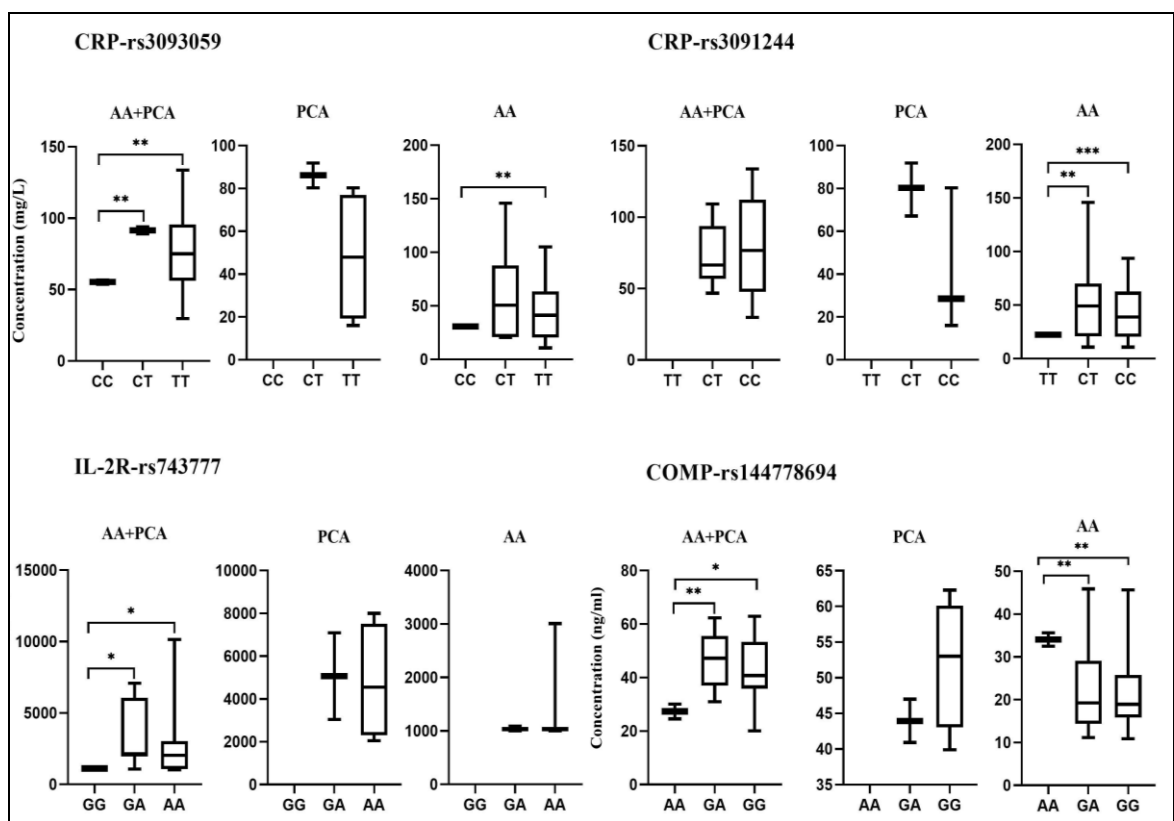 CRP-rs3093059
CRP-rs3091244
AA+PCA
PCA
AA
AA+PCA
PCA
AA
Concentration (mg/L)
150
100
50
0
**
**
CC CT TT
100
80
60
40
20
0
CC CT TT
200
150
100
50
0
**
CC CT TT
150
100
50
0
TT CT CC
100
80
60
40
20
0
TT CT CC
200
150
100
50
0
***
**
TT CT CC
IL-2R-rs743777
COMP-rs144778694
AA+PCA
PCA
AA
AA+PCA
PCA
AA
15000
10000
5000
0
*
*
GG GA AA
10000
8000
6000
4000
2000
0
GG GA AA
4000
3000
2000
1000
0
GG GA AA
Concentration (ng/ml)
80
60
40
20
0
*
**
AA GA GG
65
60
55
50
45
40
35
AA GA GG
50
40
30
20
10
0
**
**
AA GA GG